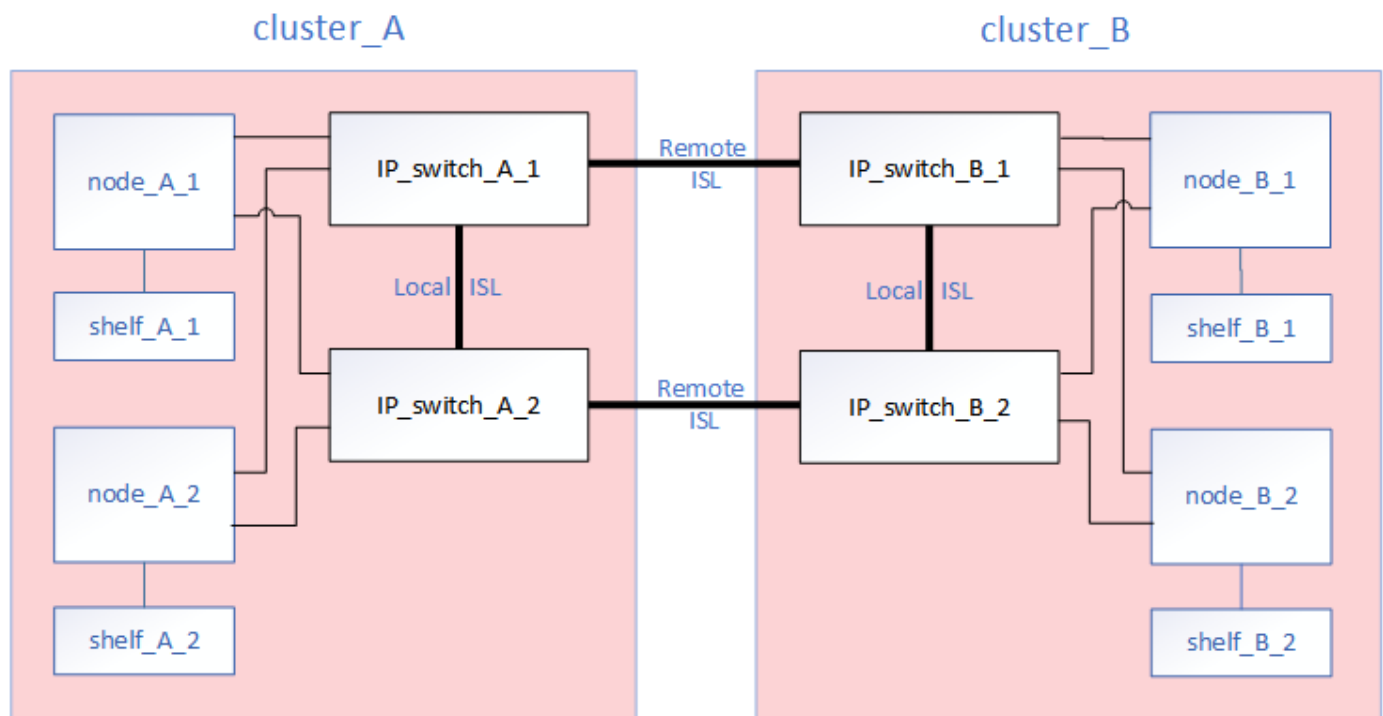 cluster_A
cluster_B
node_A_1
IP_switch_A_1
Remote
ISL
IP_switch_B_1
node_B_1
shelf_A_1
Local ISL
Local ISL
shelf_B_1
IP_switch_A_2
Remote
ISL
IP_switch_B_2
node_A_2
node_B_2
shelf_A_2
shelf_B_2